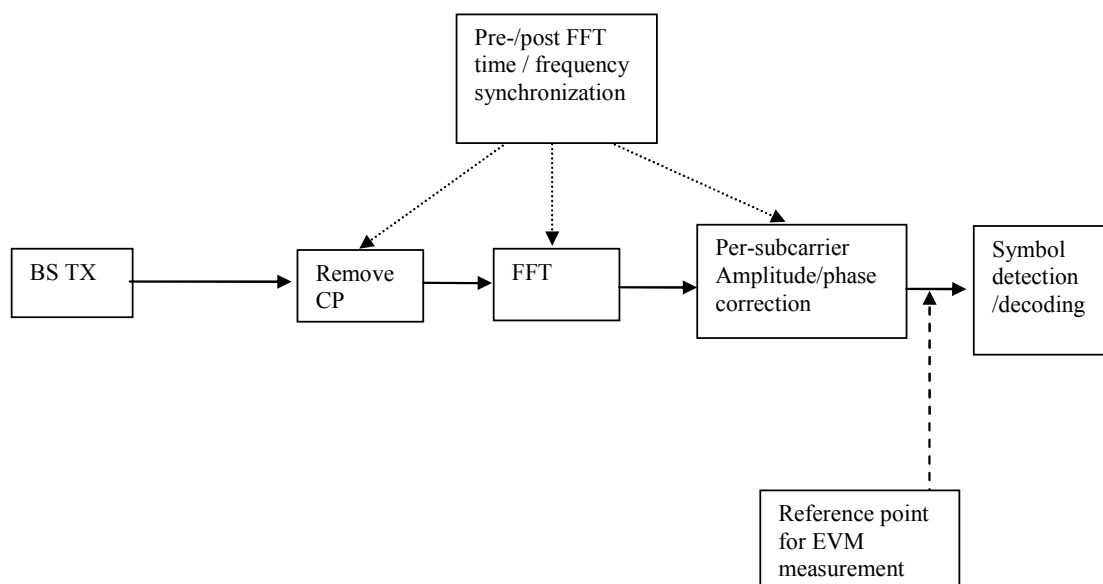 Pre-/post FFT
time / frequency
synchronization
BS TX
Remove
CP
FFT
Per-subcarrier
Amplitude/phase
correction
Symbol
detection
/decoding
Reference point
for EVM
measurement